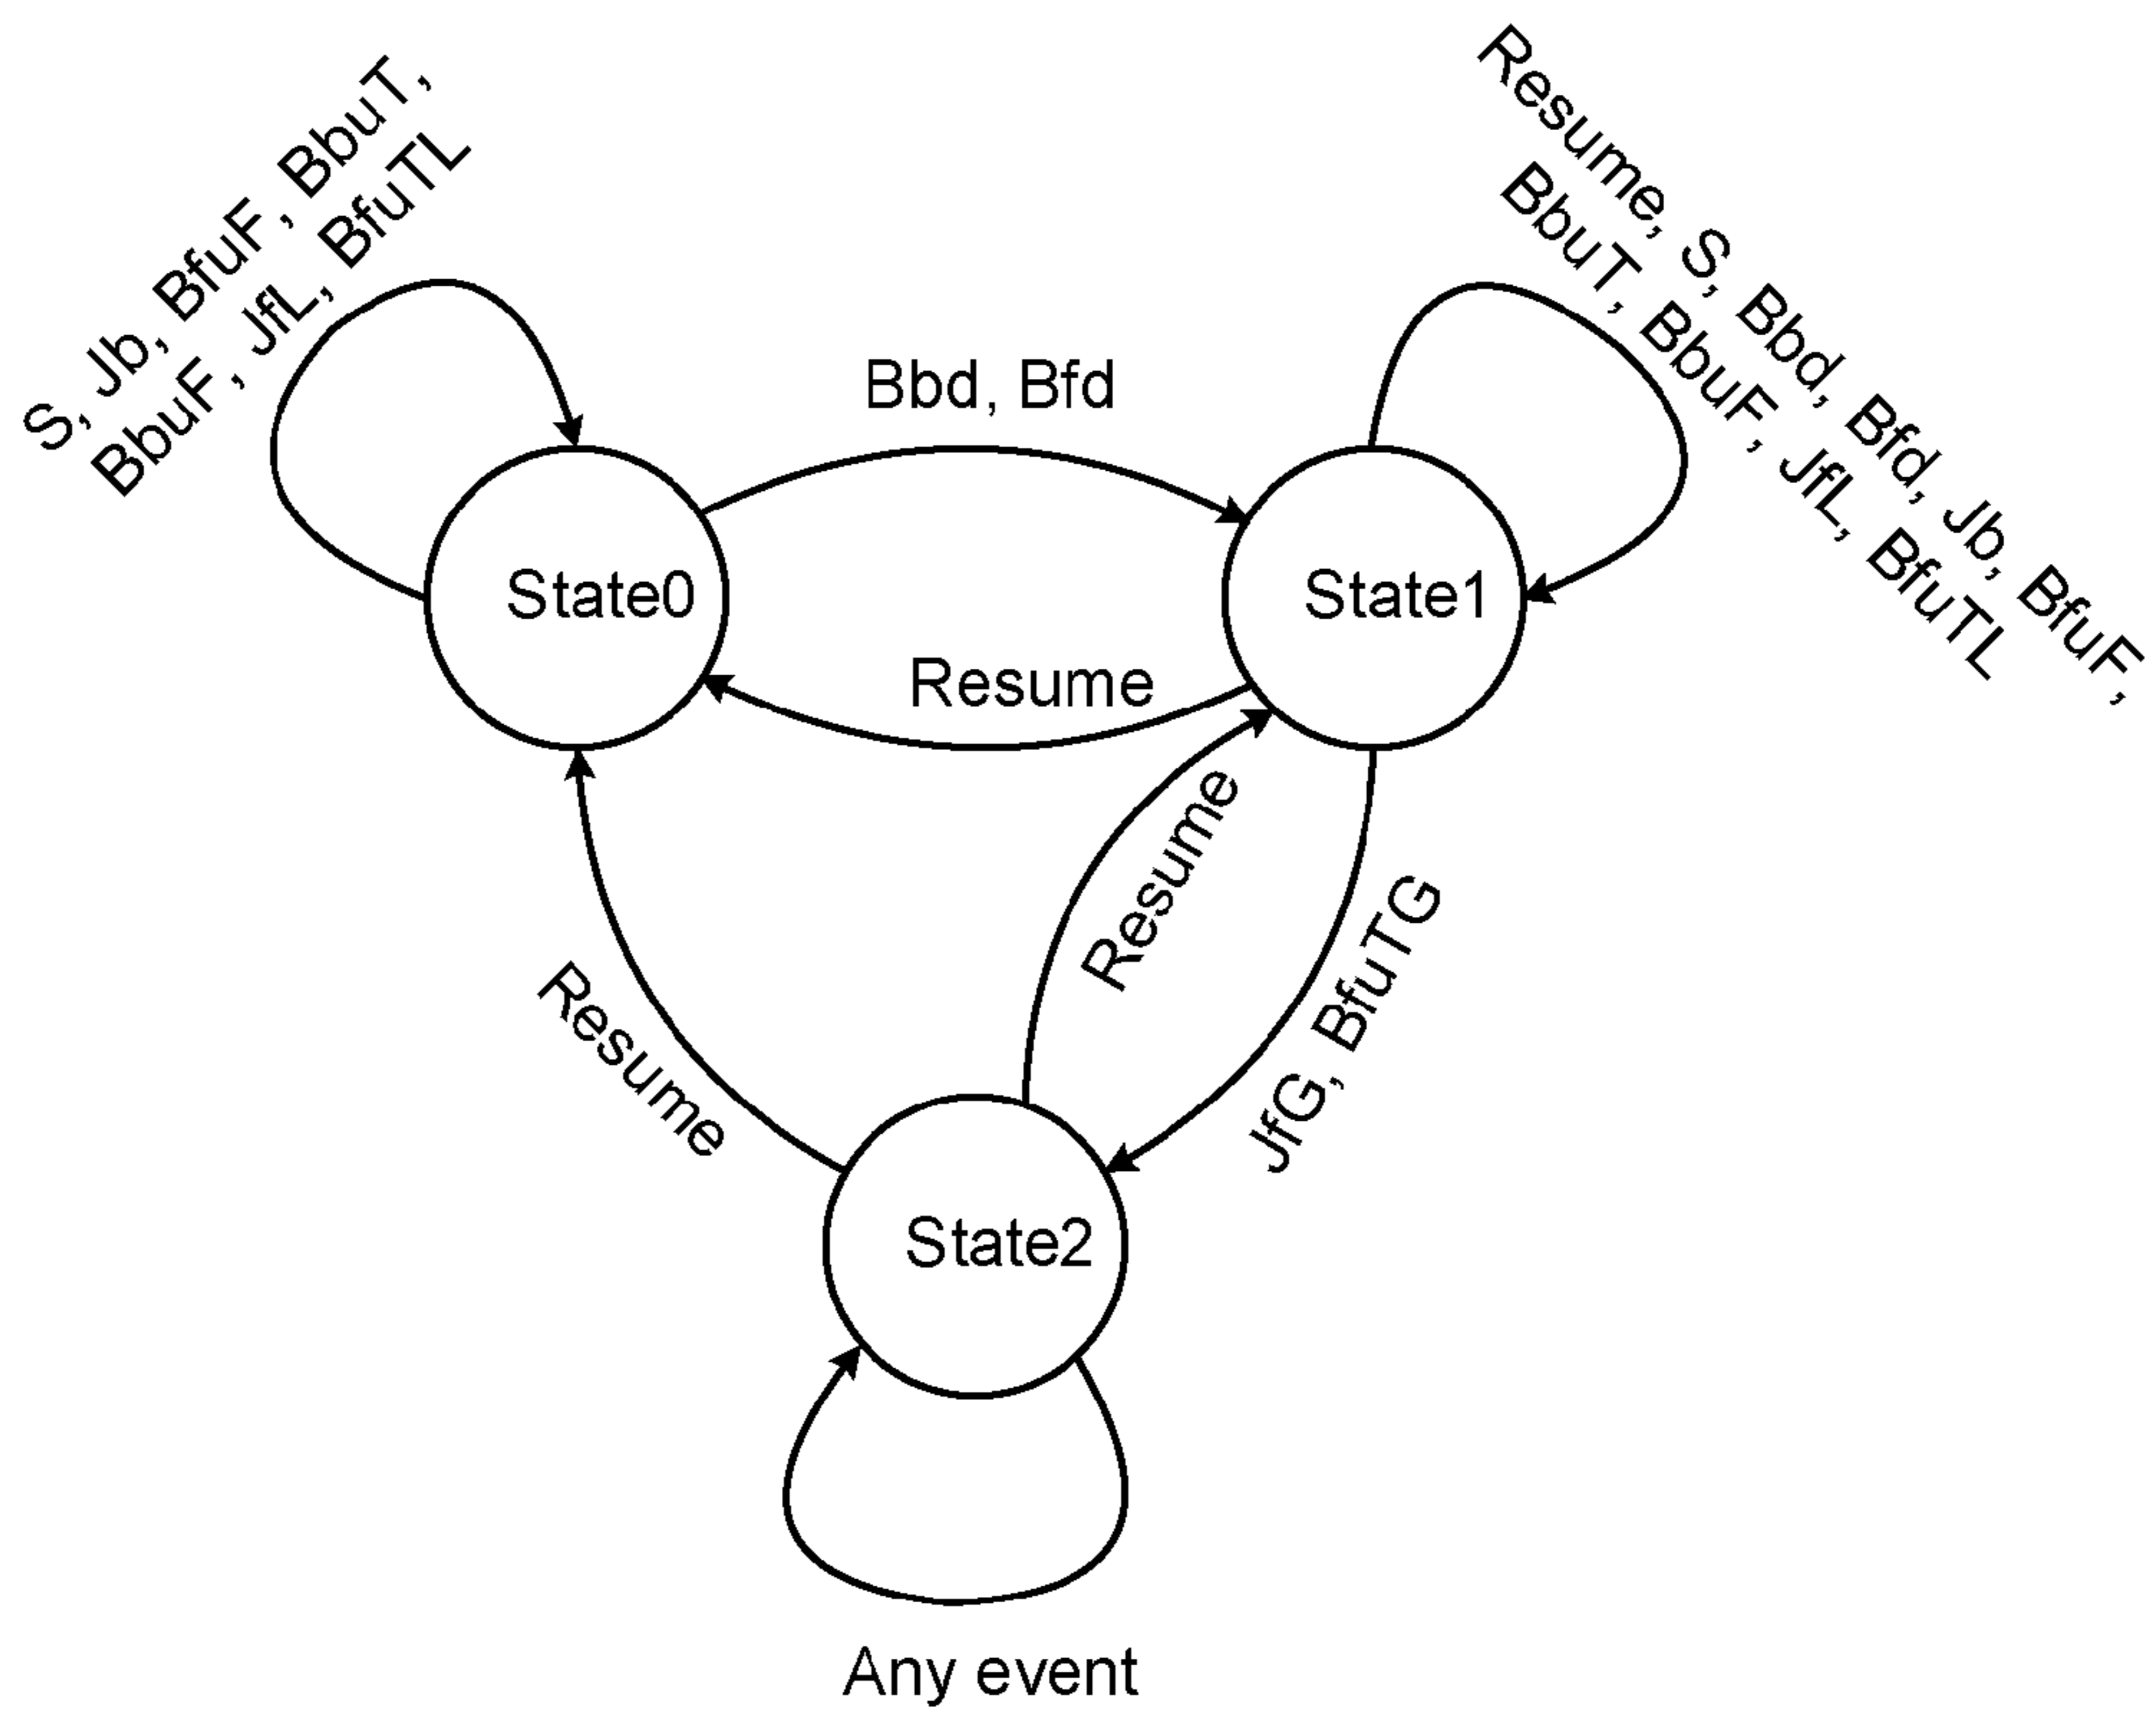 S, Jb, BfuF, BbuT,
BbuF, JfL, BfuTL
Resume, S, Bbd, Bfd, Jb, BfuF,
BbuT, BbuF, JfL, BfuTL
Bbd, Bfd
State0
State1
Resume
Resume
JfG, BfuTG
Resume
State2
Any event